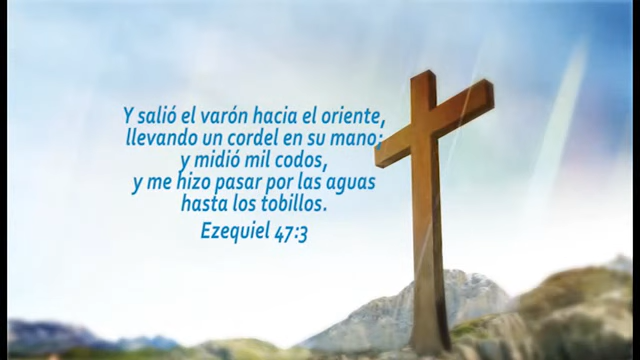 Y salió el varón hacia el oriente,
llevando un cordel en su mano;
y midió mil codos,
y me hizo pasar por las aguas
hasta los tobillos.
Ezequiel 47:3